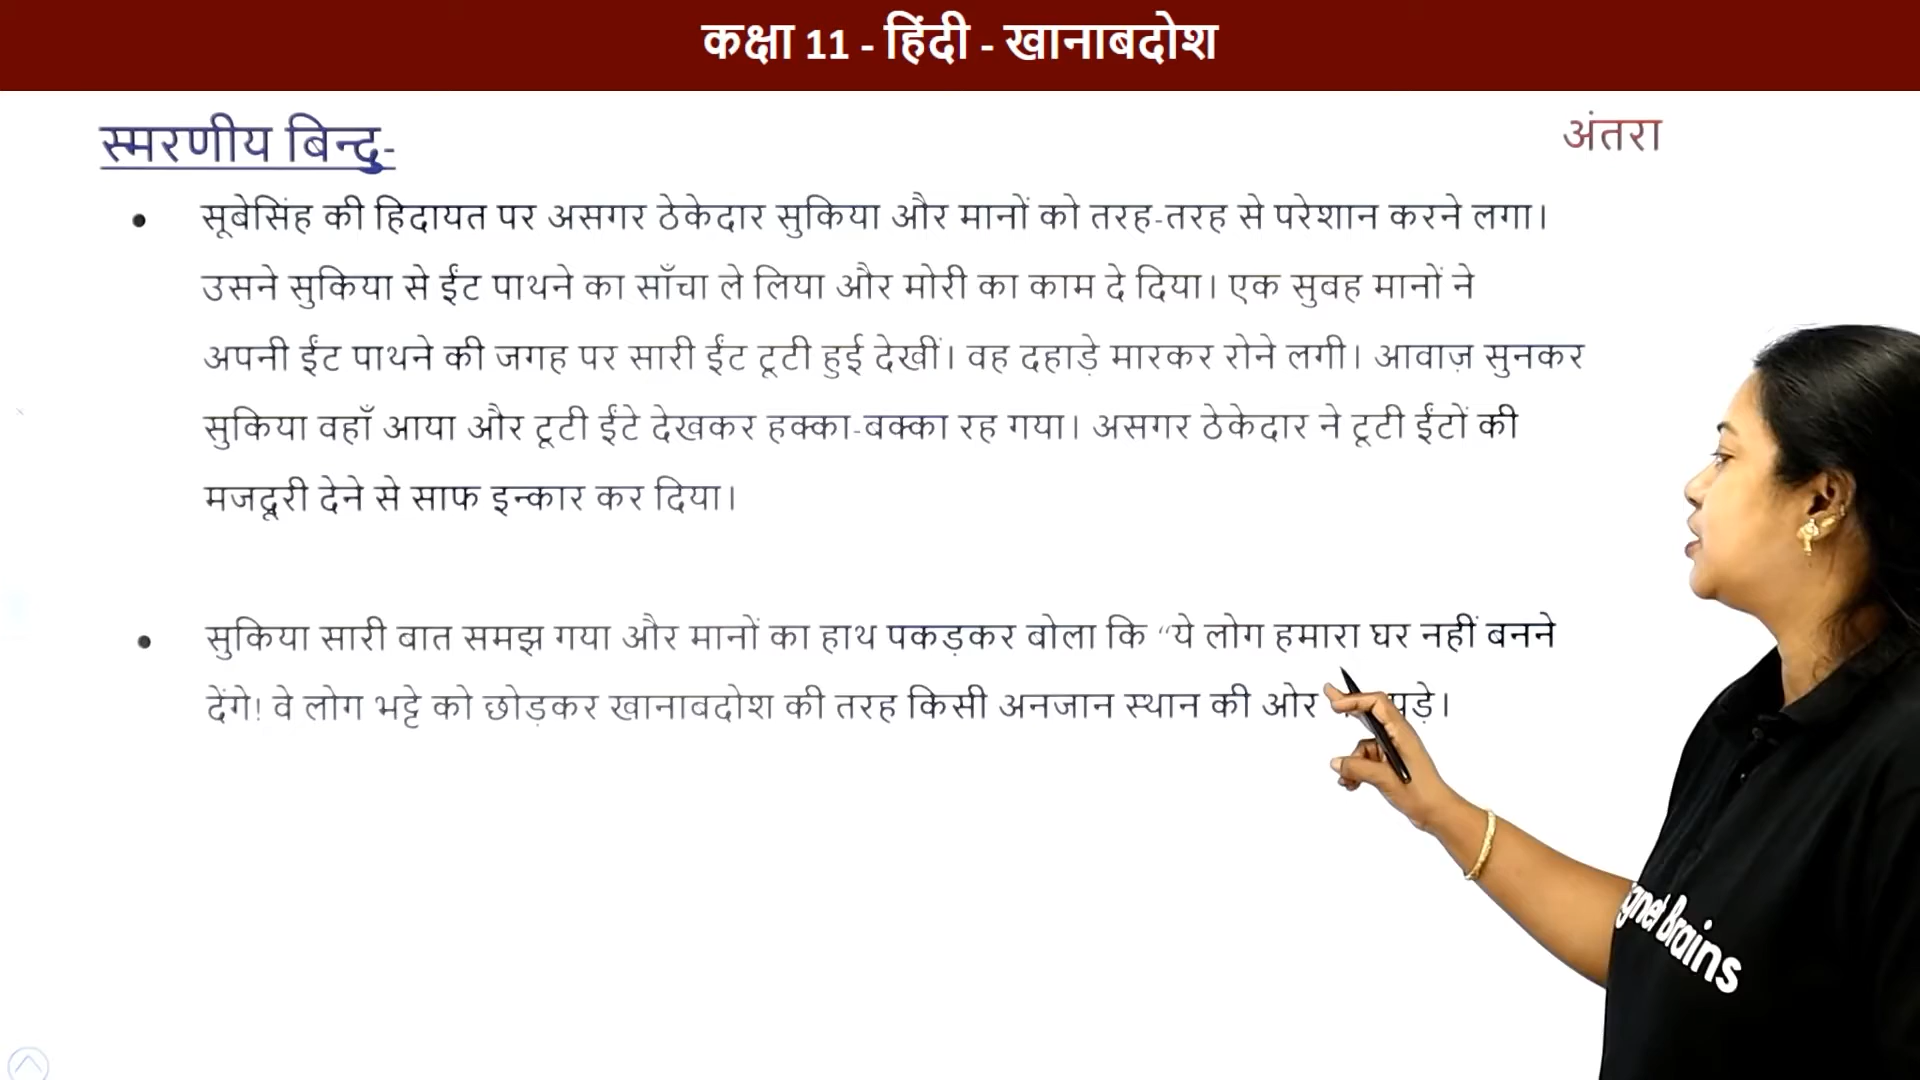 कक्षा 11 - हिंदी - खानाबदोश
स्मरणीय बिन्दु-
अंतरा
• सूबेसिंह की हिदायत पर असगर ठेकेदार सुकिया और मानों को तरह-तरह से परेशान करने लगा।
उसने सुकिया से ईंट पाथने का साँचा ले लिया और मोरी का काम दे दिया। एक सुबह मानों ने
अपनी ईंट पाथने की जगह पर सारी ईंट टूटी हुई देखीं। वह दहाड़े मारकर रोने लगी। आवाज़ सुनकर
सुकिया वहाँ आया और टूटी ईंटे देखकर हक्का-बक्का रह गया। असगर ठेकेदार ने टूटी ईंटों की
मजदूरी देने से साफ इन्कार कर दिया।
• सुकिया सारी बात समझ गया और मानों का हाथ पकड़कर बोला कि “ये लोग हमारा घर नहीं बनने
देंगे! वे लोग भट्टे को छोड़कर खानाबदोश की तरह किसी अनजान स्थान की ओर पड़े।
Brains